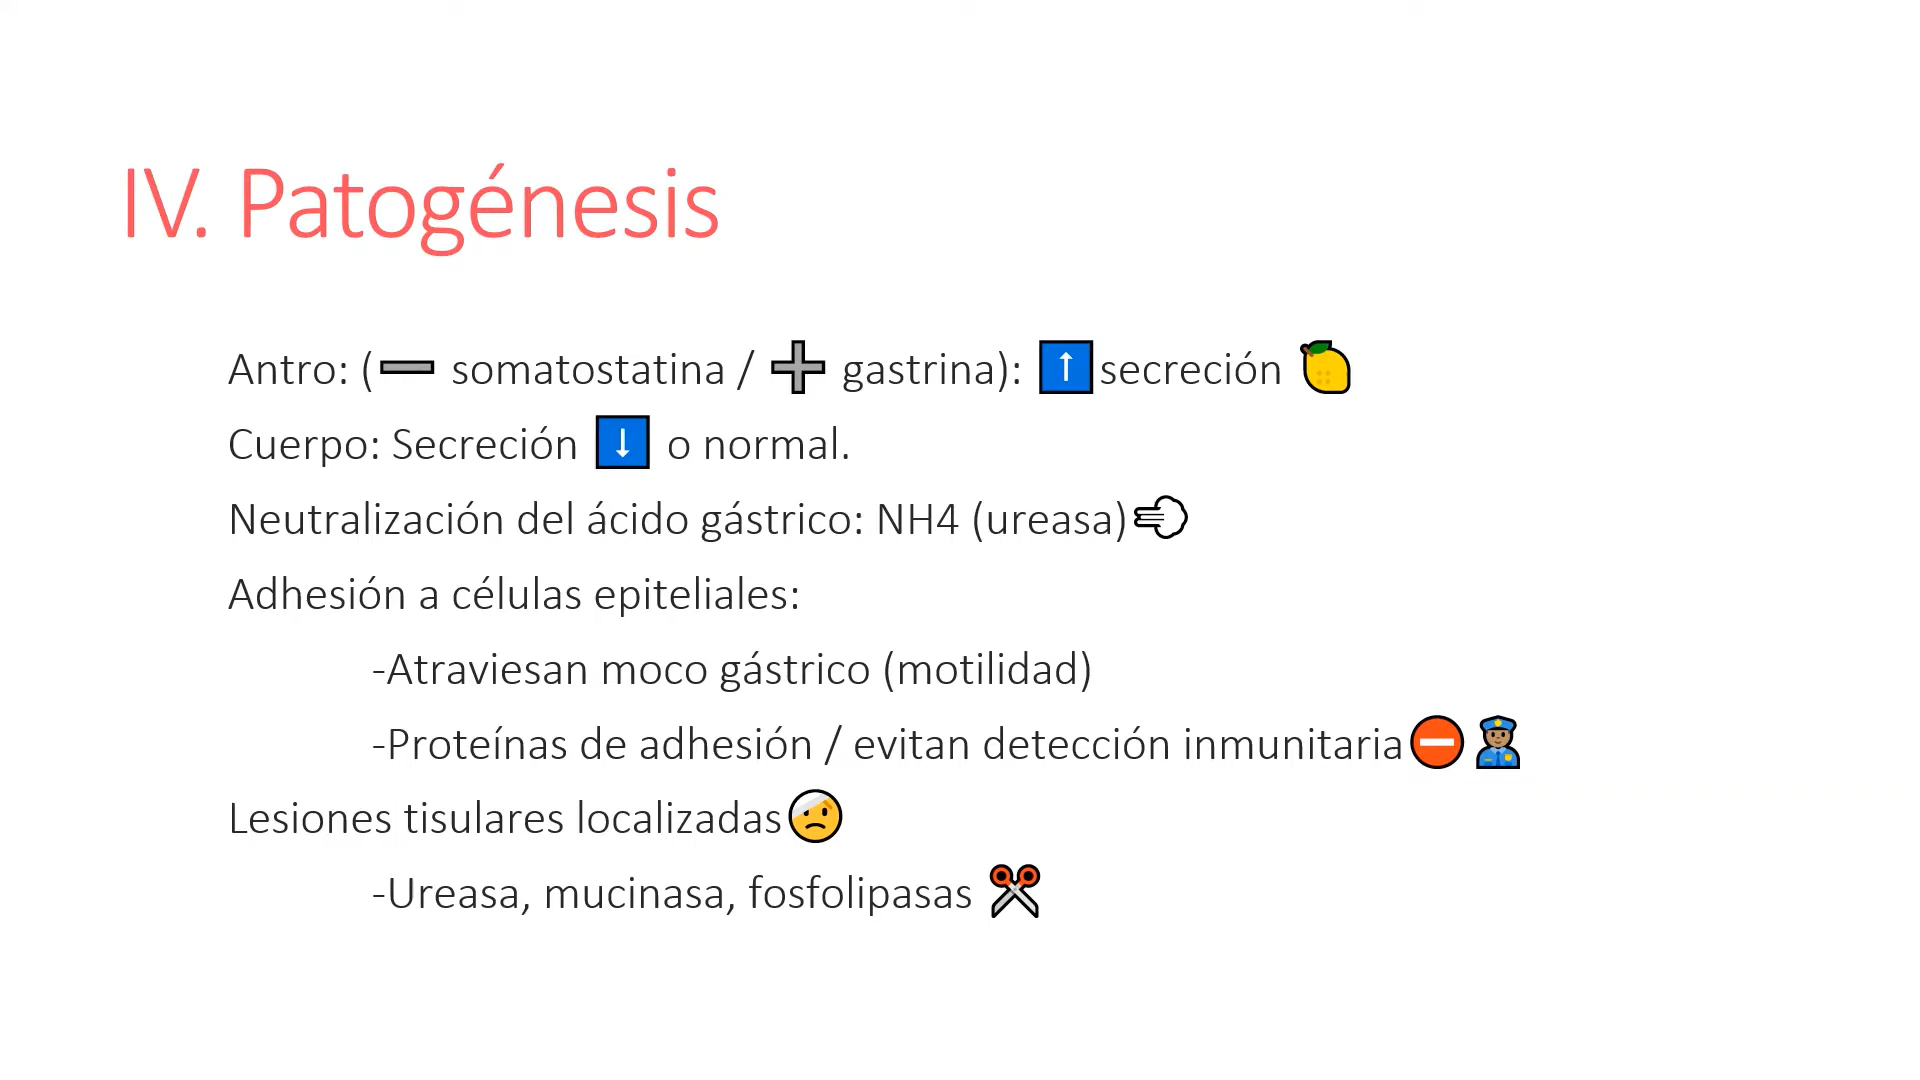 IV. Patogénesis
Antro: (➖ somatostatina / ➕ gastrina): ⬆️secreción 🍋
Cuerpo: Secreción ⬇️ o normal.
Neutralización del ácido gástrico: NH4 (ureasa)💨
Adhesión a células epiteliales:
-Atraviesan moco gástrico (motilidad)
-Proteínas de adhesión / evitan detección inmunitaria⛔👮🏽
Lesiones tisulares localizadas🤕
-Ureasa, mucinasa, fosfolipasas ✂️